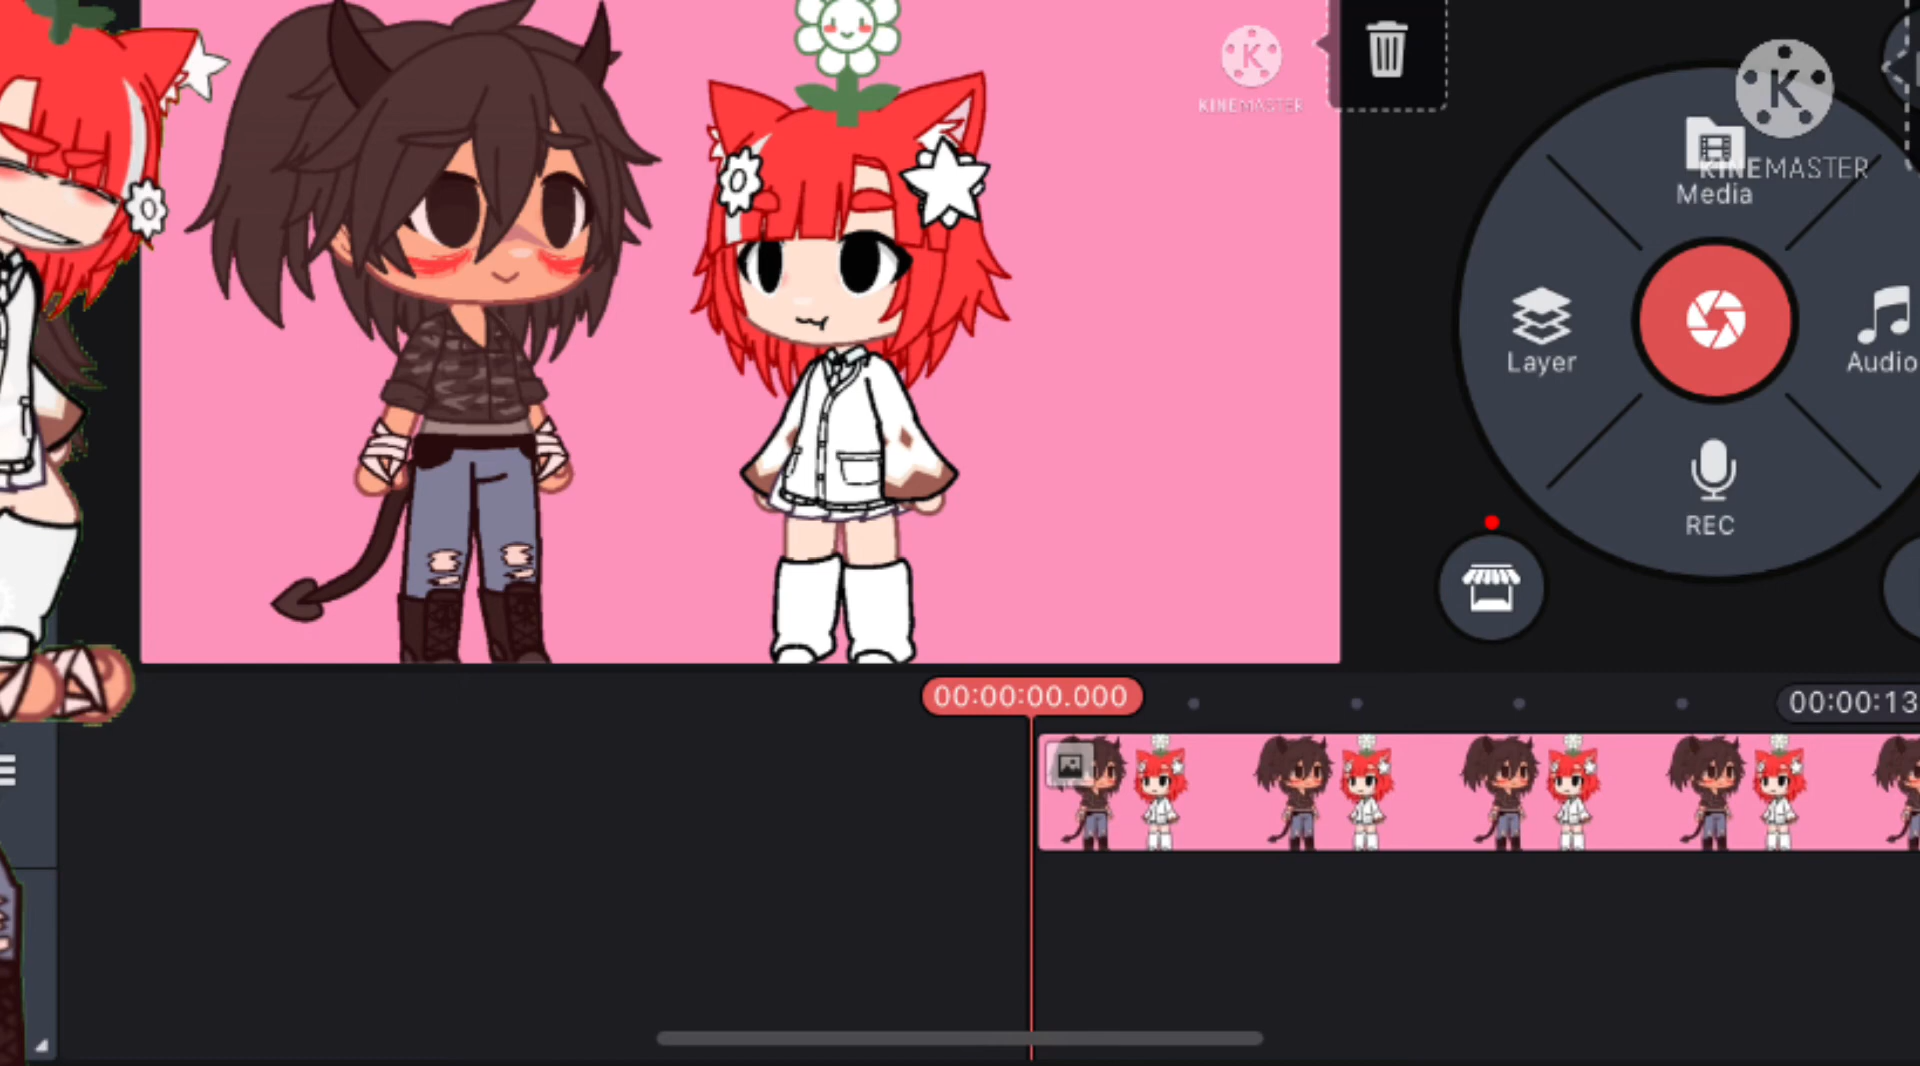 KINEMASTER
KINEMASTER
Media
Layer
Audio
REC
00:00:00.000
00:00:13